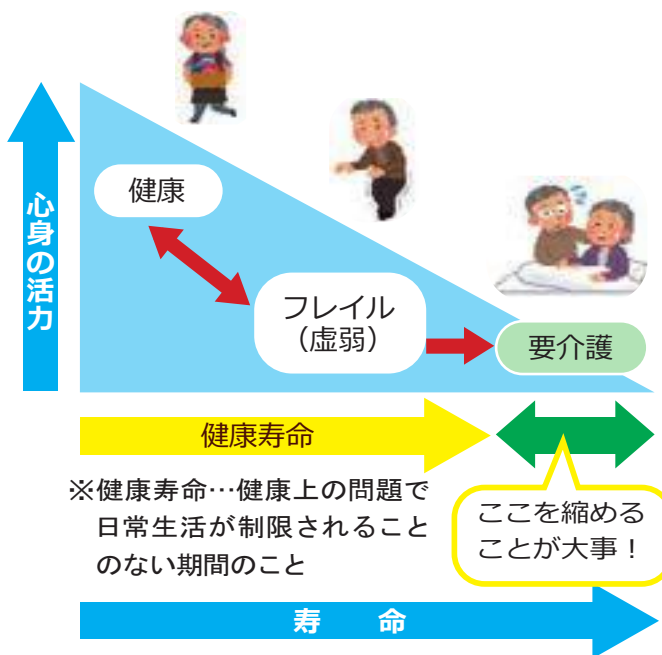 心身の活力
健康
フレイル
（虚弱）
要介護
健康寿命
※健康寿命…健康上の問題で
日常生活が制限されること
のない期間のこと
ここを縮める
ことが大事！
寿　命